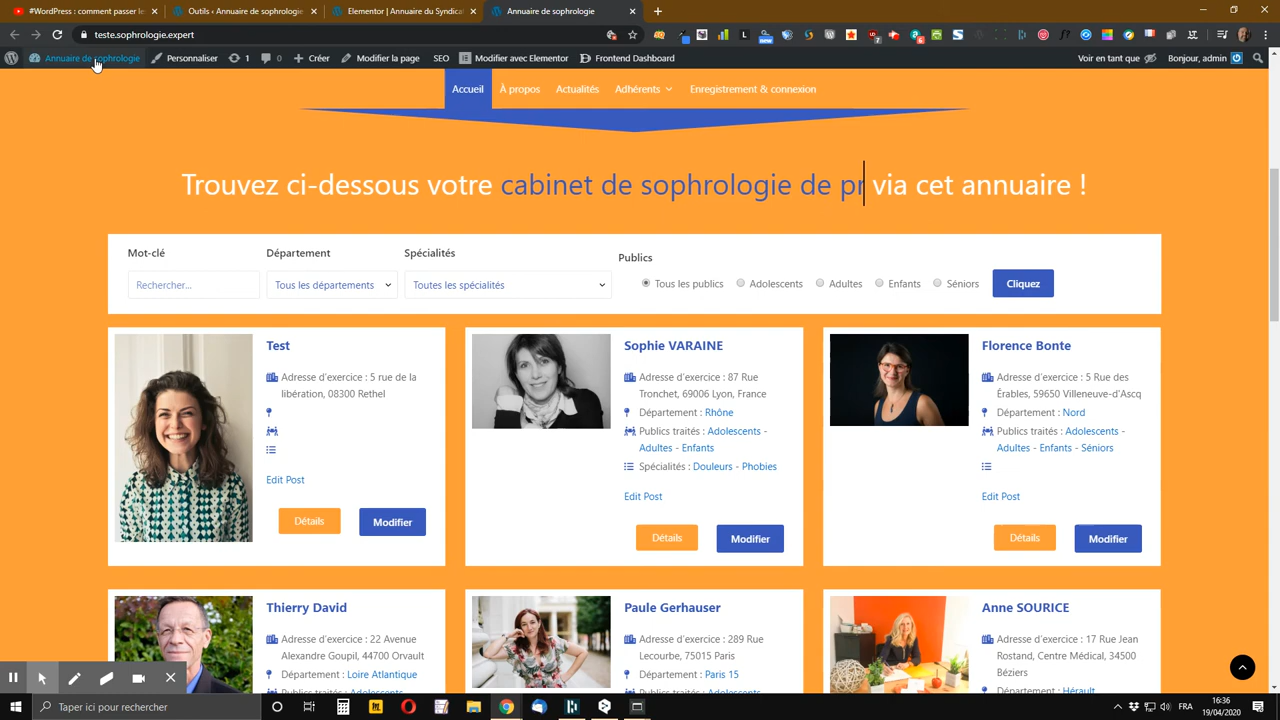 #WordPress : comment passer le
Outils ‹ Annuaire de sophrologi
Elementor | Annuaire de Sophro
Annuaire de Sophrologie
teste.sophrologie.expert
Annuaire de sophrologie
Personnaliser
1
0
Créer
Modifier la page
SEO
Modifier avec Elementor
Frontend Dashboard
Voir en tant que
Bonjour, admin
Accueil
À propos
Actualités
Adhérents
Enregistrement & connexion
Trouvez ci-dessous votre cabinet de sophrologie de pr via cet annuaire !
Mot-clé
Département
Spécialités
Publics
Rechercher...
Tous les départements
Toutes les spécialités
Tous les publics
Adolescents
Adultes
Enfants
Séniors
Cliquez
Test
Adresse d'exercice : 5 rue de la
libération, 08300 Rethel
Edit Post
Détails
Modifier
Sophie VARAINE
Adresse d'exercice : 87 Rue
Tronchet, 69006 Lyon, France
Département : Rhône
Publics traités : Adolescents -
Adultes - Enfants
Spécialités : Douleurs - Phobies
Edit Post
Détails
Modifier
Florence Bonte
Adresse d'exercice : 5 Rue des
Érables, 59650 Villeneuve-d'Ascq
Département : Nord
Publics traités : Adolescents -
Adultes - Enfants - Séniors
Edit Post
Détails
Modifier
Thierry David
Adresse d'exercice : 22 Avenue
Alexandre Goupil, 44700 Orvault
Département : Loire Atlantique
Publics traités : Adolescents
Paule Gerhauser
Adresse d'exercice : 289 Rue
Lecourbe, 75015 Paris
Département : Paris 15
Publics traités : Adolescents
Anne SOURICE
Adresse d'exercice : 17 Rue Jean
Rostand, Centre Médical, 34500
Béziers
Département : Hérault
Taper ici pour rechercher
FRA
16:36
19/04/2020